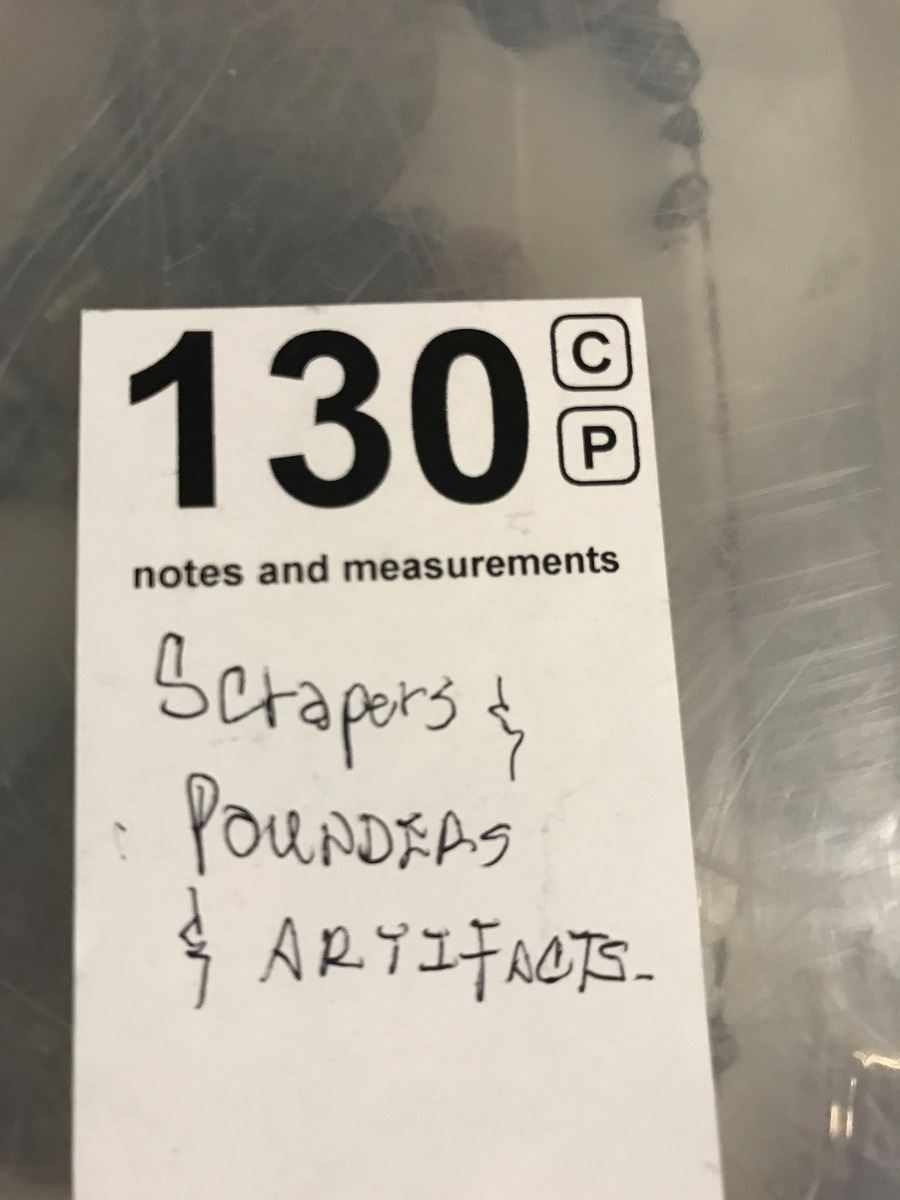 130 C
P
notes and measurements
Scrapers &
POUNDERS
& ARTIFACTS-